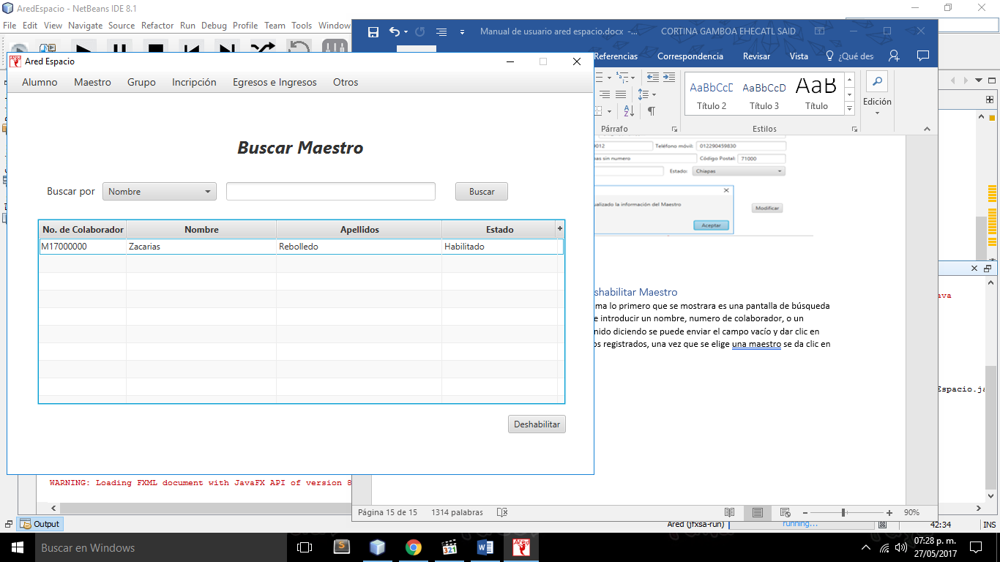 AredEspacio - NetBeans IDE 8.1
File Edit View Navigate Source Refactor Run Debug Profile Team Tools Window
Manual de usuario ared espacio.docx -... CORTINA GAMBOA EHECATL SAID
Referencias Correspondencia Revisar Vista ¿Qué des
AaBbCcD AaBbCcD AaB
Título 2 Título 3 Título
Edición
Párrafo Estilos
Ared Espacio
Alumno Maestro Grupo Incripción Egresos e Ingresos Otros
Buscar Maestro
Buscar por Nombre Buscar
No. de Colaborador Nombre Apellidos Estado +
M17000000 Zacarias Rebolledo Habilitado
Deshabilitar
0012 Teléfono móvil: 012290459830
as sin numero Código Postal: 71000
Estado: Chiapas
ualizado la información del Maestro
Modificar
Aceptar
shabilitar Maestro
ma lo primero que se mostrara es una pantalla de búsqueda
e introducir un nombre, numero de colaborador, o un
nido diciendo se puede enviar el campo vacío y dar clic en
os registrados, una vez que se elige una maestro se da clic en
ava
Espacio.ja
WARNING: Loading FXML document with JavaFX API of version 8
Página 15 de 15 1314 palabras 90%
Output
Ared (jfxsa-run) running... 42:34 INS
Buscar en Windows
07:28 p. m.
27/05/2017